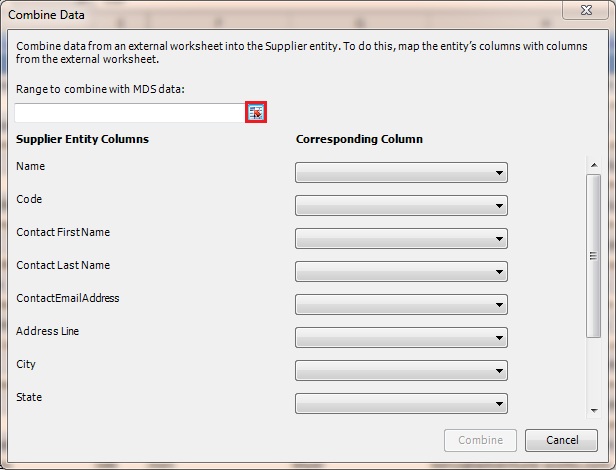 Combine Data
Combine data from an external worksheet into the Supplier entity. To do this, map the entity's columns with columns
from the external worksheet.
Range to combine with MDS data:
Supplier Entity Columns
Corresponding Column
Name
Code
Contact First Name
Contact Last Name
ContactEmailAddress
Address Line
City
State
Combine
Cancel